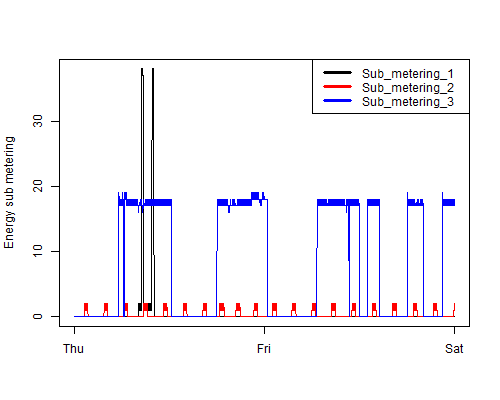 Sub_metering_1
Sub_metering_2
Sub_metering_3
Energy sub metering
30
20
10
0
Thu
Fri
Sat